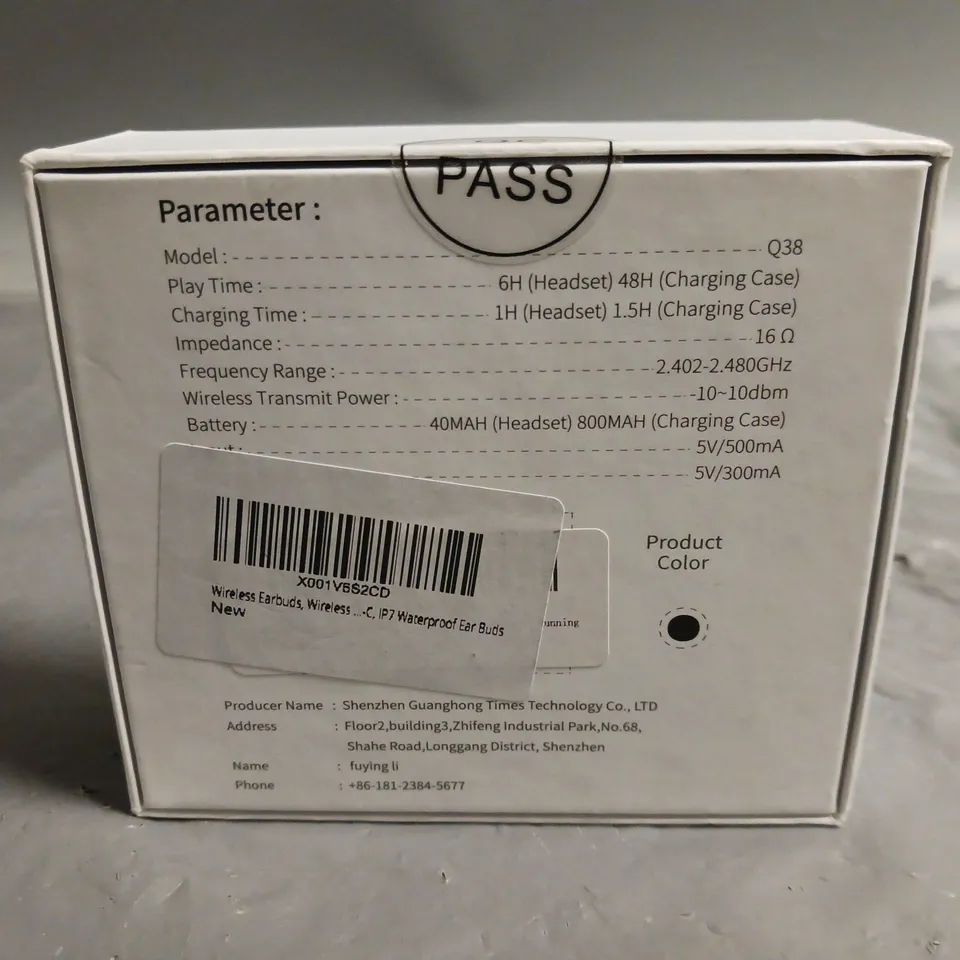 PASS
Parameter :
Model : Q38
Play Time : 6H (Headset) 48H (Charging Case)
Charging Time : 1H (Headset) 1.5H (Charging Case)
Impedance : 16 Ω
Frequency Range : 2.402-2.480GHz
Wireless Transmit Power : -10~10dbm
Battery : 40MAH (Headset) 800MAH (Charging Case)
5V/500mA
5V/300mA
X001V5S2CD
Wireless Earbuds, Wireless ...-C, IP7 Waterproof Ear Buds
New
Product
Color
Producer Name : Shenzhen Guanghong Times Technology Co., LTD
Address : Floor2,building3,Zhifeng Industrial Park,No.68,
Shahe Road,Longgang District, Shenzhen
Name : fuying li
Phone : +86-181-2384-5677